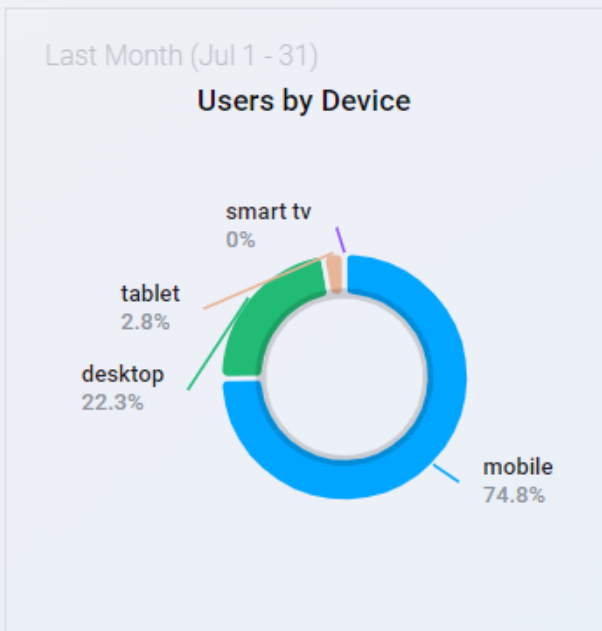 Last Month (Jul 1 - 31)
Users by Device
smart tv
0%
tablet
2.8%
desktop
22.3%
mobile
74.8%